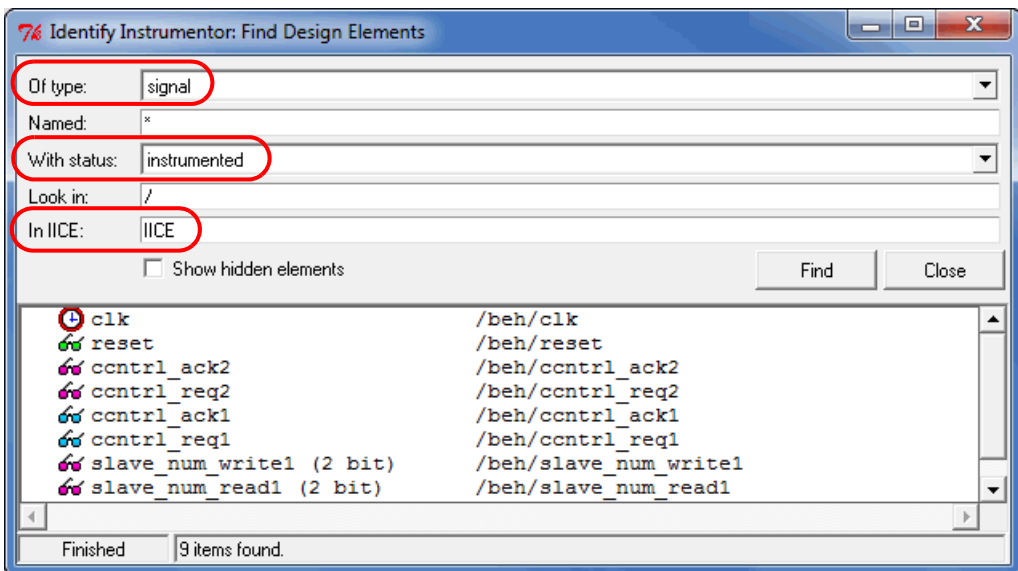 Identify Instrumentor: Find Design Elements
Of type: signal
Named: *
With status: instrumented
Look in: /
In IICE: IICE
Show hidden elements Find Close
clk /beh/clk
reset /beh/reset
ccntrl_ack2 /beh/ccntrl_ack2
ccntrl_req2 /beh/ccntrl_req2
ccntrl_ack1 /beh/ccntrl_ack1
ccntrl_req1 /beh/ccntrl_req1
slave_num_write1 (2 bit) /beh/slave_num_write1
slave_num_read1 (2 bit) /beh/slave_num_read1
Finished 9 items found.